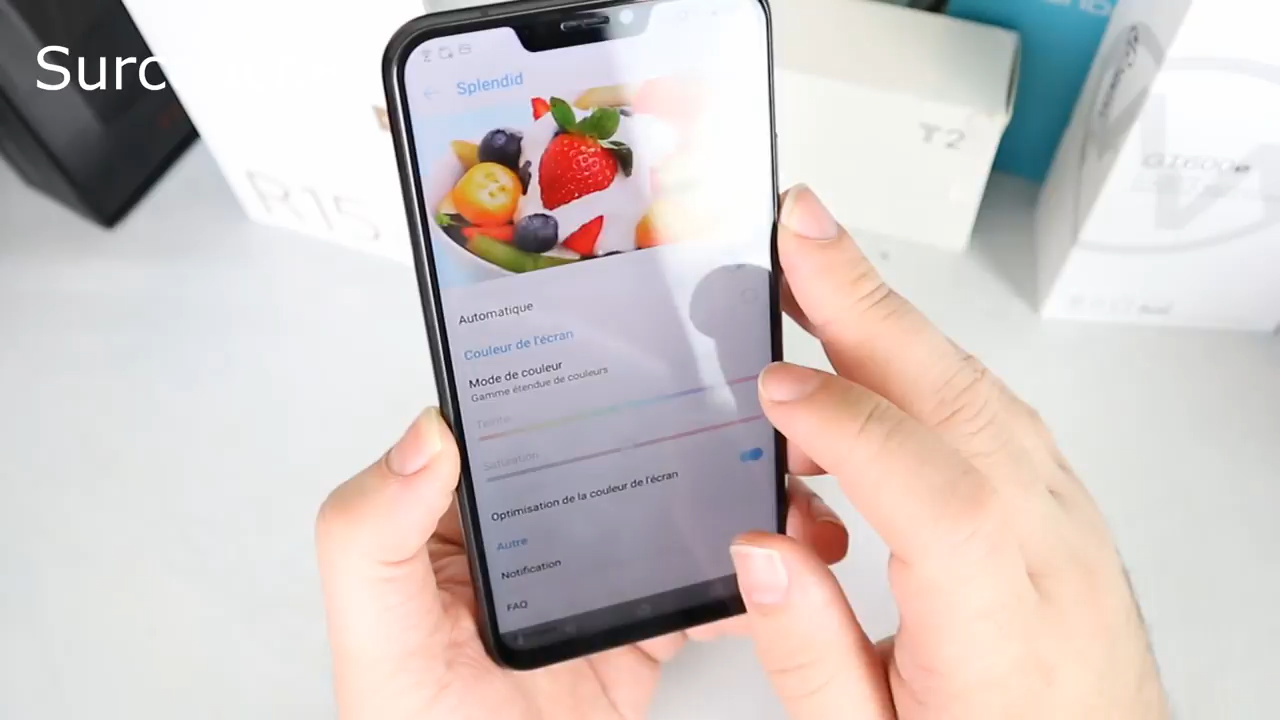 Splendid
Automatique
Couleur de l'écran
Mode de couleur
Gamme étendue de couleurs
Teinte
Saturation
Optimisation de la couleur de l'écran
Autre
Notification
FAQ
R15
T2